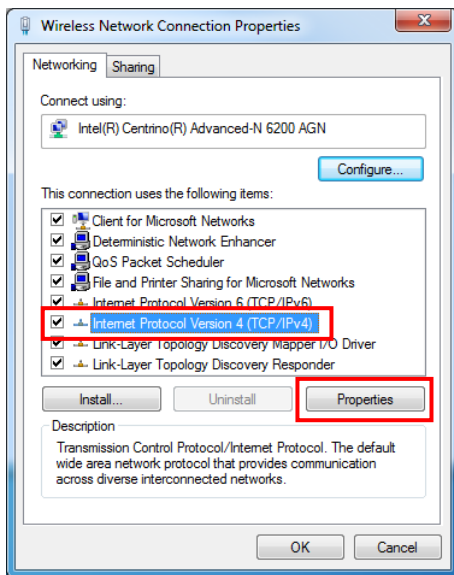 Wireless Network Connection Properties
Networking
Sharing
Connect using:
Intel(R) Centrino(R) Advanced-N 6200 AGN
Configure...
This connection uses the following items:
Client for Microsoft Networks
Deterministic Network Enhancer
QoS Packet Scheduler
File and Printer Sharing for Microsoft Networks
Internet Protocol Version 6 (TCP/IPv6)
Internet Protocol Version 4 (TCP/IPv4)
Link-Layer Topology Discovery Mapper I/O Driver
Link-Layer Topology Discovery Responder
Install...
Uninstall
Properties
Description
Transmission Control Protocol/Internet Protocol. The default
wide area network protocol that provides communication
across diverse interconnected networks.
OK
Cancel